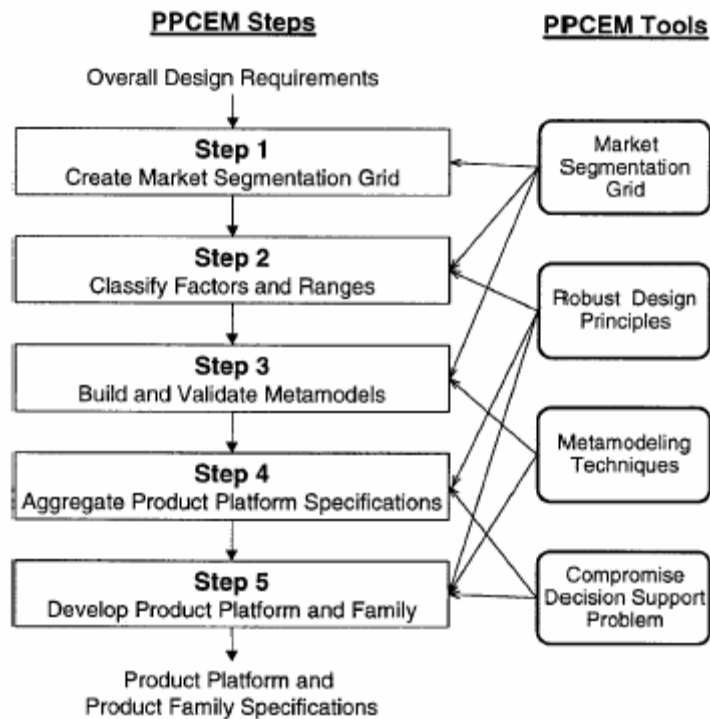 PPCEM Steps
PPCEM Tools
Overall Design Requirements
Step 1
Create Market Segmentation Grid
Step 2
Classify Factors and Ranges
Step 3
Build and Validate Metamodels
Step 4
Aggregate Product Platform Specifications
Step 5
Develop Product Platform and Family
Product Platform and
Product Family Specifications
Market
Segmentation
Grid
Robust Design
Principles
Metamodeling
Techniques
Compromise
Decision Support
Problem